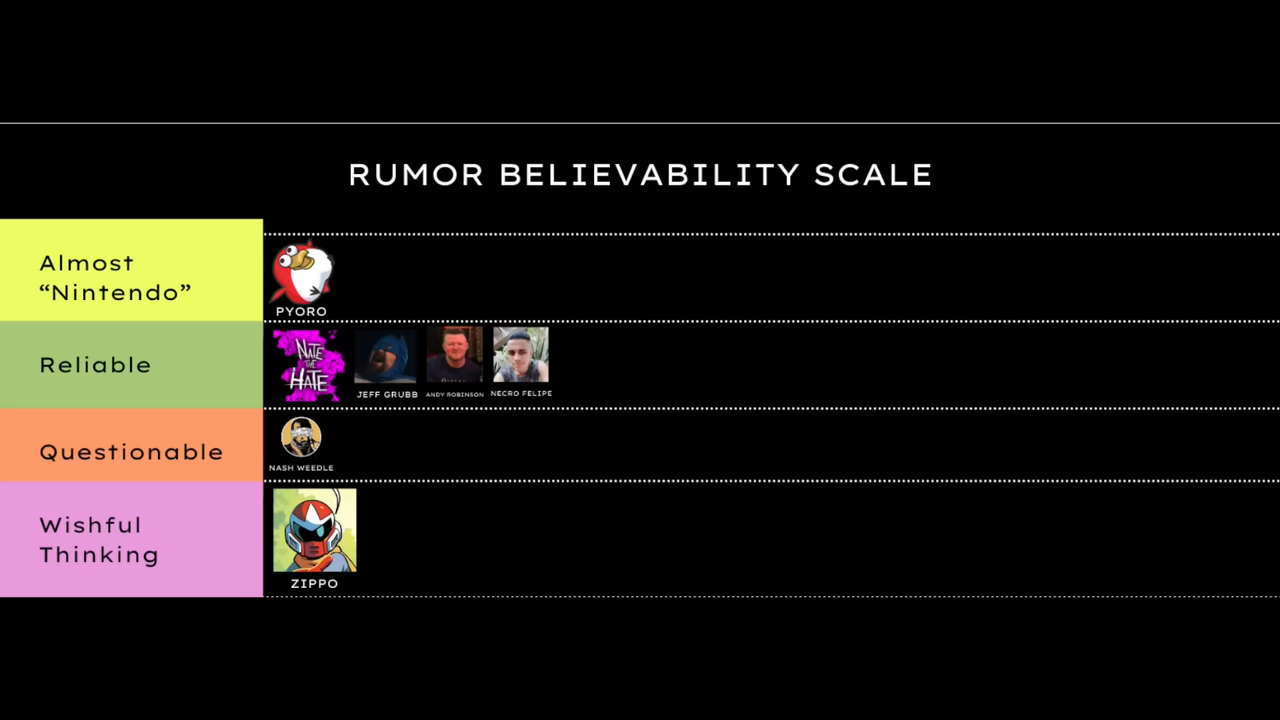 RUMOR BELIEVABILITY SCALE
Almost
“Nintendo”
PYORO
Reliable
NATE
THE
HATE
JEFF GRUBB
ANDY ROBINSON
NECRO FELIPE
Questionable
NASH WEEDLE
Wishful
Thinking
ZIPPO